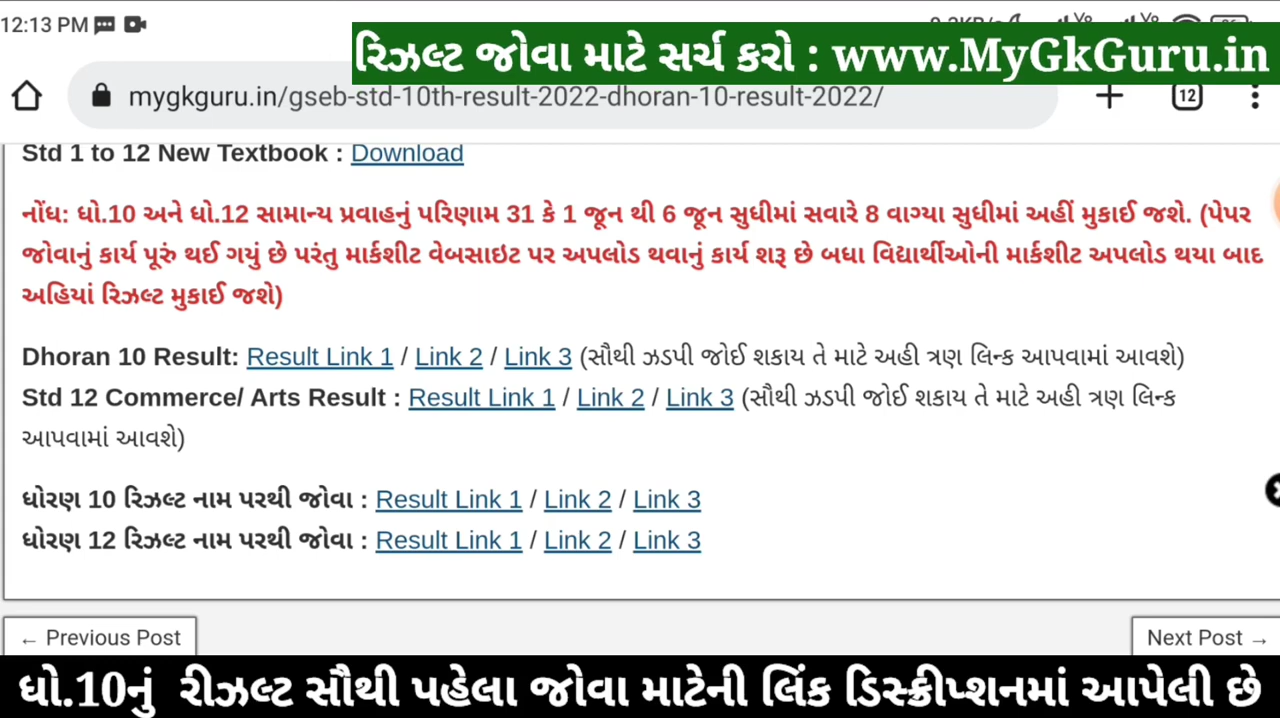 12:13 PM
રિઝલ્ટ જોવા માટે સર્ચ કરો : www.MyGkGuru.in
mygkguru.in/gseb-std-10th-result-2022-dhoran-10-result-2022/
12
Std 1 to 12 New Textbook : Download
નોંધ: ધો.10 અને ધો.12 સામાન્ય પ્રવાહનું પરિણામ 31 કે 1 જૂન થી 6 જૂન સુધીમાં સવારે 8 વાગ્યા સુધીમાં અહીં મુકાઈ જશે. (પેપર
જોવાનું કાર્ય પૂરું થઈ ગયું છે પરંતુ માર્કશીટ વેબસાઇટ પર અપલોડ થવાનું કાર્ય શરૂ છે બધા વિદ્યાર્થીઓની માર્કશીટ અપલોડ થયા બાદ
અહિયાં રિઝલ્ટ મુકાઈ જશે)
Dhoran 10 Result: Result Link 1 / Link 2 / Link 3 (સૌથી ઝડપી જોઈ શકાય તે માટે અહી ત્રણ લિન્ક આપવામાં આવશે)
Std 12 Commerce/ Arts Result : Result Link 1 / Link 2 / Link 3 (સૌથી ઝડપી જોઈ શકાય તે માટે અહી ત્રણ લિન્ક
આપવામાં આવશે)
ધોરણ 10 રિઝલ્ટ નામ પરથી જોવા : Result Link 1 / Link 2 / Link 3
ધોરણ 12 રિઝલ્ટ નામ પરથી જોવા : Result Link 1 / Link 2 / Link 3
← Previous Post
Next Post →
ધો.10નું રીઝલ્ટ સૌથી પહેલા જોવા માટેની લિંક ડિસ્ક્રીપ્શનમાં આપેલી છે